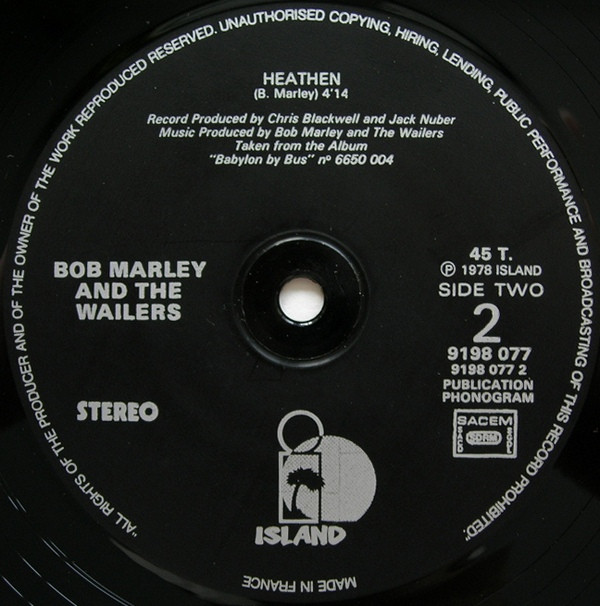 "ALL RIGHTS OF THE PRODUCER AND OF THE OWNER OF THE WORK REPRODUCED RESERVED. UNAUTHORISED COPYING, HIRING, LENDING, PUBLIC PERFORMANCE AND BROADCASTING OF THIS RECORD PROHIBITED."
HEATHEN
(B. Marley) 4'14
Record Produced by Chris Blackwell and Jack Nuber
Music Produced by Bob Marley and The Wailers
Taken from the Album
"Babylon by Bus" nº 6650 004
BOB MARLEY
AND THE
WAILERS
STEREO
45 T.
Ⓟ 1978 ISLAND
SIDE TWO
2
9198 077
9198 077 2
PUBLICATION
PHONOGRAM
SACEM
SACD SDRM SGDL
ISLAND
MADE IN FRANCE